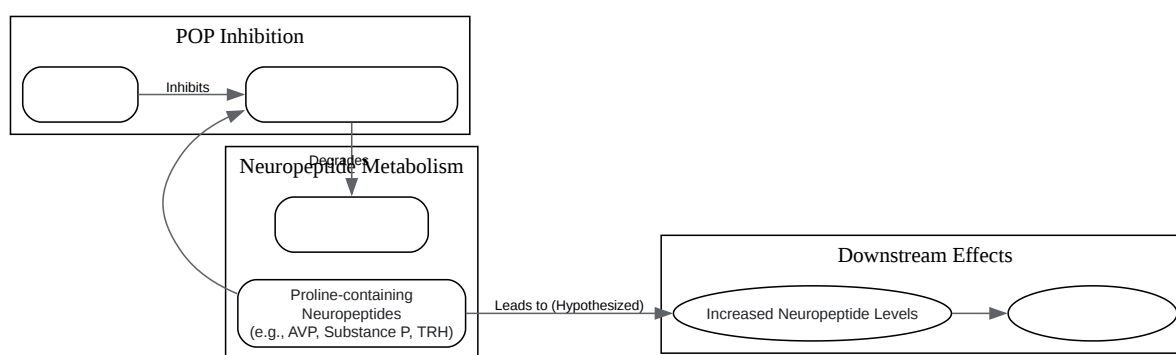 POP Inhibition
Inhibits
Degrades
Neuropeptide Metabolism
Proline-containing
Neuropeptides
(e.g., AVP, Substance P, TRH)
Leads to (Hypothesized)
Downstream Effects
Increased Neuropeptide Levels